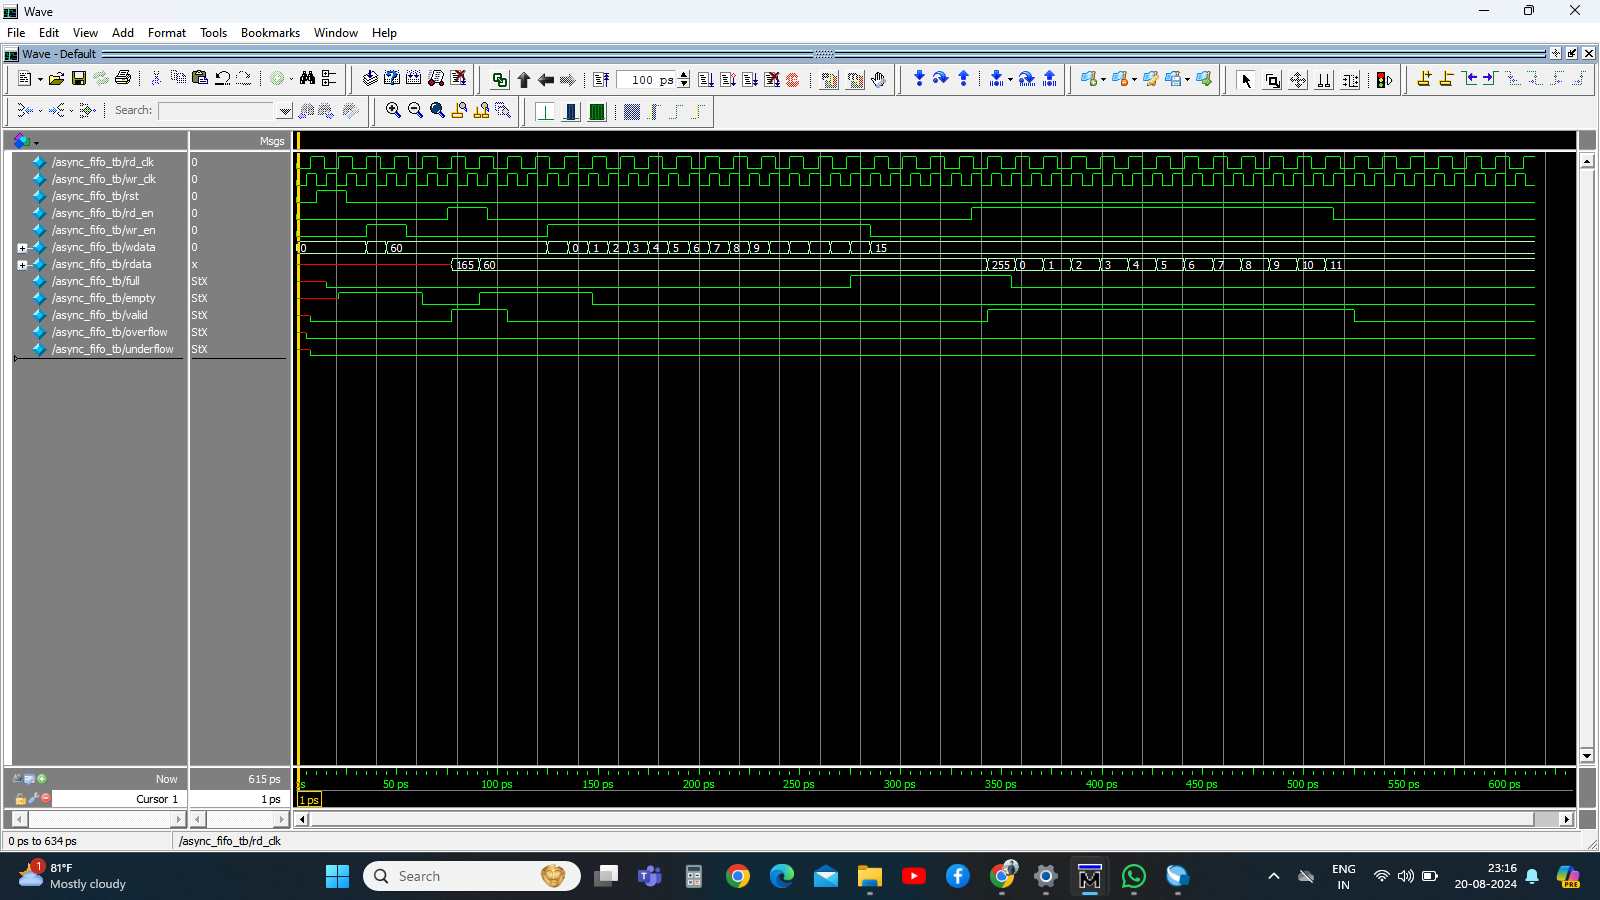 Wave
File Edit View Add Format Tools Bookmarks Window Help
Wave - Default
100 ps
Search:
Msgs
/async_fifo_tb/rd_clk 0
/async_fifo_tb/wr_clk 0
/async_fifo_tb/rst 0
/async_fifo_tb/rd_en 0
/async_fifo_tb/wr_en 0
/async_fifo_tb/wdata 0 0 60 0 1 2 3 4 5 6 7 8 9 15
/async_fifo_tb/rdata x 165 60 255 0 1 2 3 4 5 6 7 8 9 10 11
/async_fifo_tb/full StX
/async_fifo_tb/empty StX
/async_fifo_tb/valid StX
/async_fifo_tb/overflow StX
/async_fifo_tb/underflow StX
Now 615 ps 50 ps 100 ps 150 ps 200 ps 250 ps 300 ps 350 ps 400 ps 450 ps 500 ps 550 ps 600 ps
Cursor 1 1 ps 1 ps
0 ps to 634 ps /async_fifo_tb/rd_clk
1 81°F
Mostly cloudy
Search
ENG
IN
23:16
20-08-2024
PRE